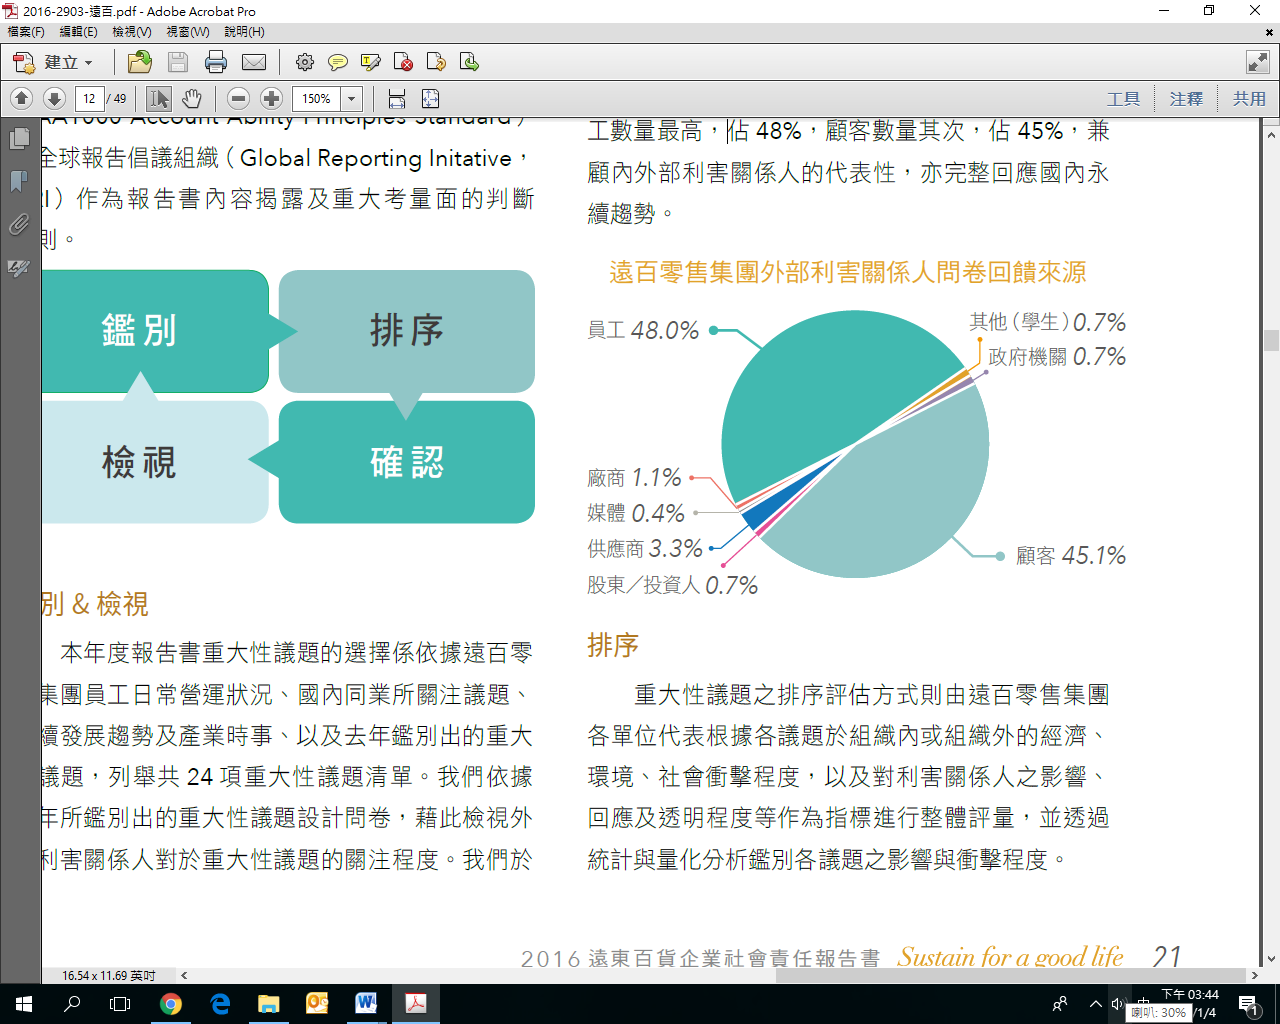 2016-2903-遠百.pdf - Adobe Acrobat Pro
檔案(F) 編輯(E) 檢視(V) 視窗(W) 說明(H)
建立
12 / 49 150% 工具 注釋 共用
AA1000 Account Ability Principles Standard）
全球報告倡議組織（Global Reporting Initative，
RI）作為報告書內容揭露及重大考量面的判斷
則。
鑑別
排序
檢視
確認
別 & 檢視
本年度報告書重大性議題的選擇係依據遠百零
集團員工日常營運狀況、國內同業所關注議題、
續發展趨勢及產業時事、以及去年鑑別出的重大
議題，列舉共 24 項重大性議題清單。我們依據
年所鑑別出的重大性議題設計問卷，藉此檢視外
利害關係人對於重大性議題的關注程度。我們於
工數量最高，佔 48%，顧客數量其次，佔 45%，兼
顧內外部利害關係人的代表性，亦完整回應國內永
續趨勢。
遠百零售集團外部利害關係人問卷回饋來源
員工 48.0%
其他（學生）0.7%
政府機關 0.7%
廠商 1.1%
媒體 0.4%
供應商 3.3%
股東／投資人 0.7%
顧客 45.1%
排序
重大性議題之排序評估方式則由遠百零售集團
各單位代表根據各議題於組織內或組織外的經濟、
環境、社會衝擊程度，以及對利害關係人之影響、
回應及透明程度等作為指標進行整體評量，並透過
統計與量化分析鑑別各議題之影響與衝擊程度。
2016 遠東百貨企業社會責任報告書 Sustain for a good life 21
16.54 x 11.69 英吋
下午 03:44
/1/4
喇叭: 30%
1